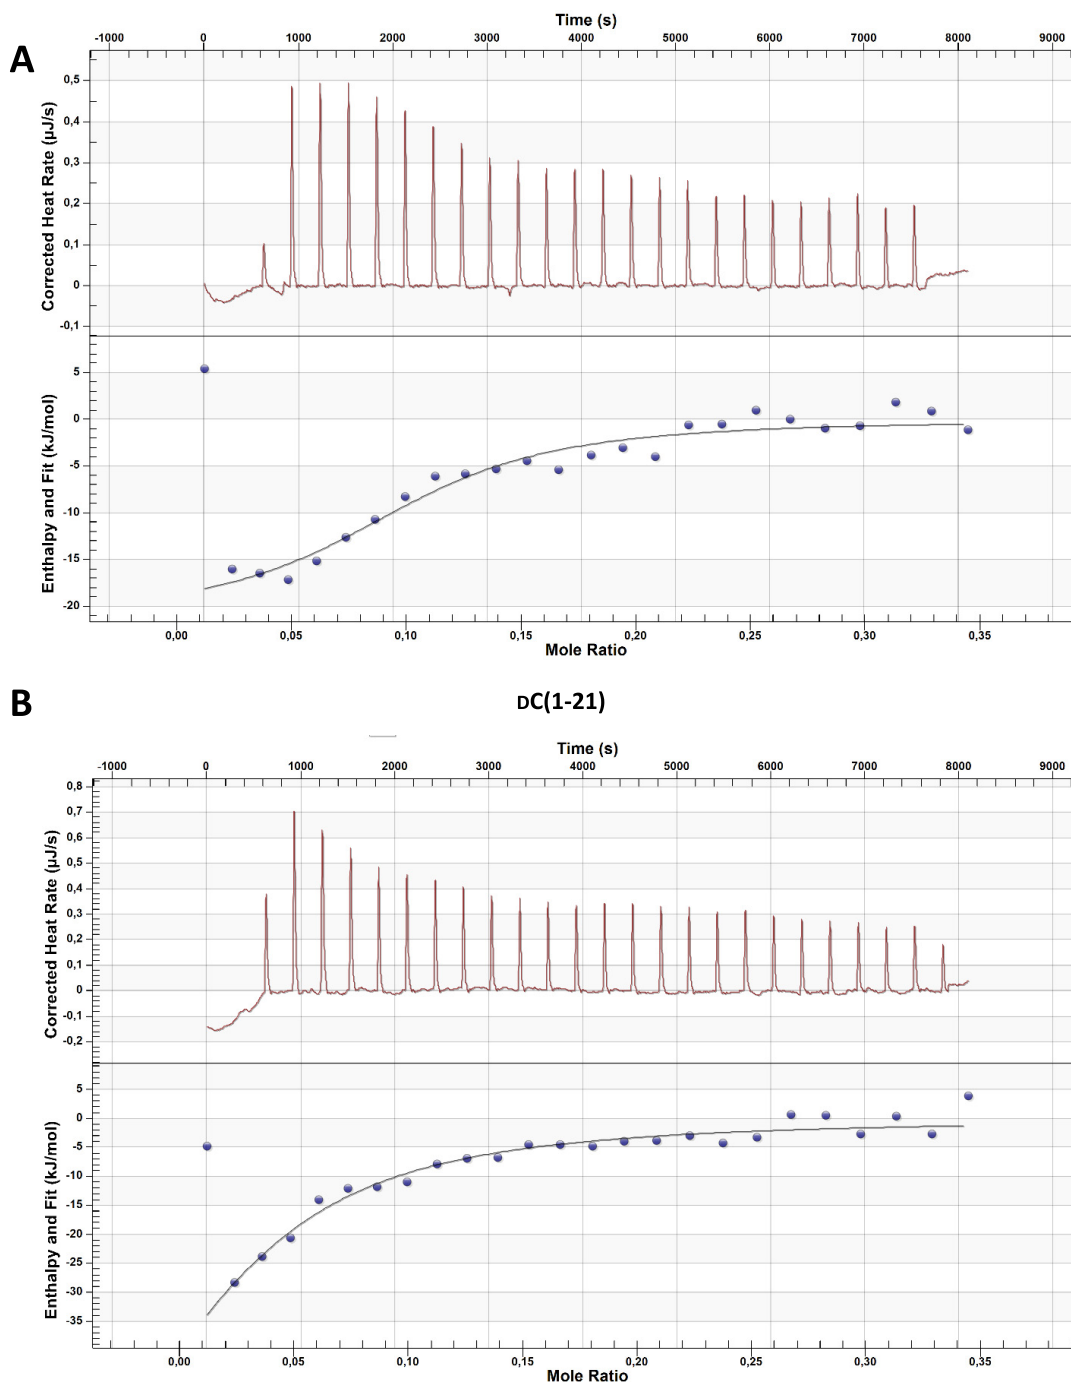 Time (s)
A
-1000 0 1000 2000 3000 4000 5000 6000 7000 8000 9000
Corrected Heat Rate (µJ/s)
0,5
0,4
0,3
0,2
0,1
0
-0,1
Enthalpy and Fit (kJ/mol)
5
0
-5
-10
-15
-20
0,00 0,05 0,10 0,15 0,20 0,25 0,30 0,35
Mole Ratio
B
DC(1-21)
Time (s)
-1000 0 1000 2000 3000 4000 5000 6000 7000 8000 9000
Corrected Heat Rate (µJ/s)
0,8
0,7
0,6
0,5
0,4
0,3
0,2
0,1
0
-0,1
-0,2
Enthalpy and Fit (kJ/mol)
5
0
-5
-10
-15
-20
-25
-30
-35
0,00 0,05 0,10 0,15 0,20 0,25 0,30 0,35
Mole Ratio